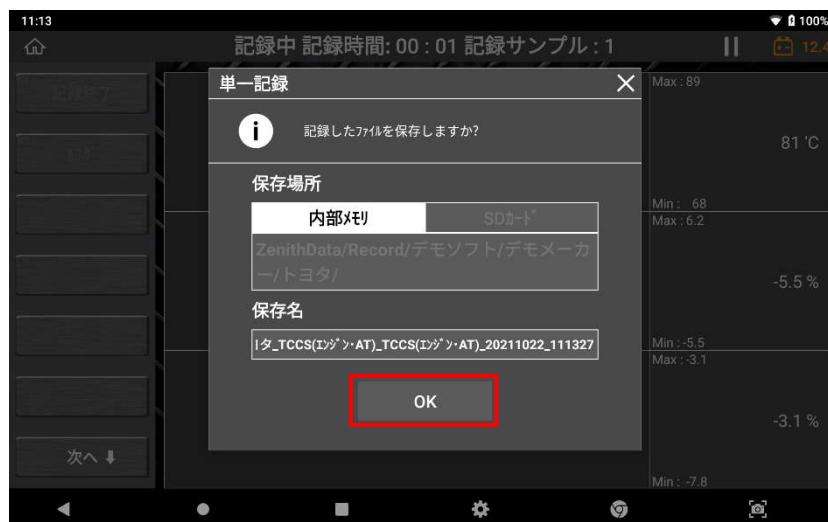 11:13
100%
記録中 記録時間: 00 : 01 記録サンプル : 1
12.4
単一記録
記録終了
記録したﾌｧｲﾙを保存しますか?
保存場所
内部ﾒﾓﾘ
SDｶｰﾄﾞ
ZenithData/Record/デモソフト/デモメーカ
ー/トヨタ/
保存名
タ_TCCS(ｴﾝｼﾞﾝ･AT)_TCCS(ｴﾝｼﾞﾝ･AT)_20211022_111327
OK
次へ
Max : 89
81 'C
Min : 68
Max : 6.2
-5.5 %
Min : -5.5
Max : -3.1
-3.1 %
Min : -7.8